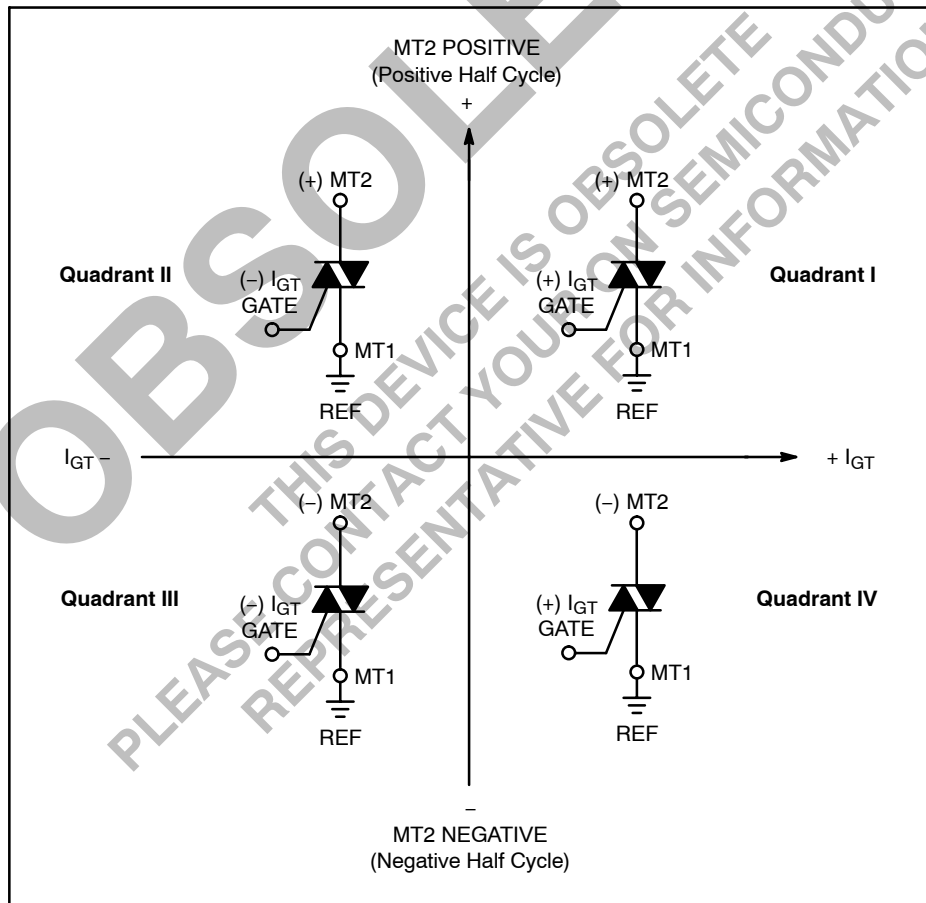 MT2 POSITIVE
(Positive Half Cycle)
+
(+) MT2
Quadrant II
(−) IGT
GATE
MT1
REF
(+) MT2
(+) IGT
GATE
Quadrant I
MT1
REF
IGT −
+ IGT
(−) MT2
Quadrant III
(−) IGT
GATE
MT1
REF
(−) MT2
(+) IGT
GATE
Quadrant IV
MT1
REF
−
MT2 NEGATIVE
(Negative Half Cycle)
OBSOLE
THIS DEVICE IS OBSOLETE
PLEASE CONTACT YOUR ON SEMICONDU
REPRESENTATIVE FOR INFORMATION